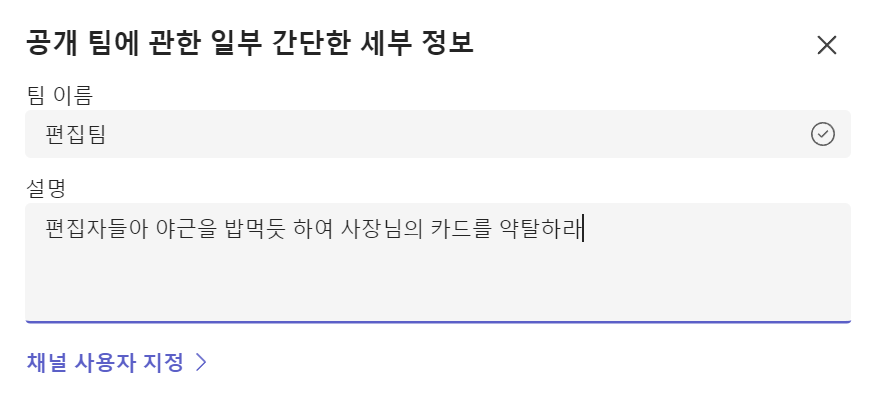 공개 팀에 관한 일부 간단한 세부 정보
팀 이름
편집팀
설명
편집자들아 야근을 밥먹듯 하여 사장님의 카드를 약탈하라
채널 사용자 지정